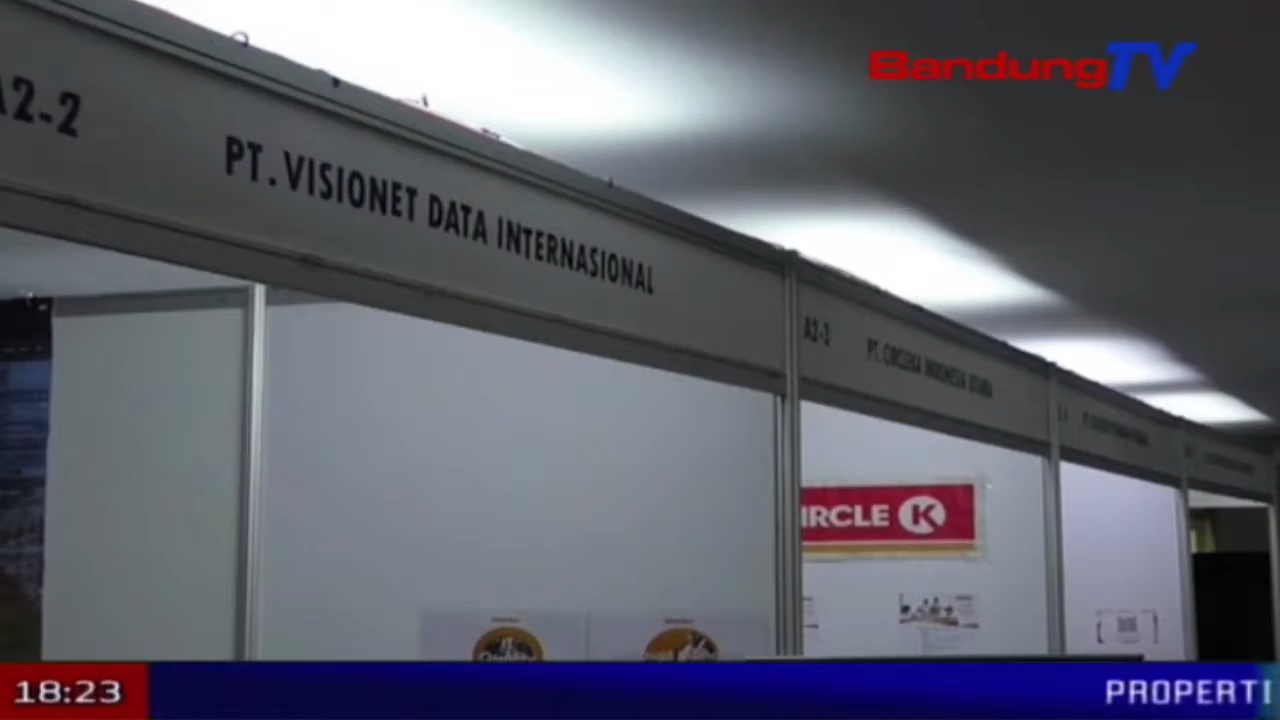 BandungTV
A2-2
PT. VISIONET DATA INTERNASIONAL
A2-3
PT. CIRCLEKA INDONESIA UTAMA
IRCLE K
18:23
PROPERTI